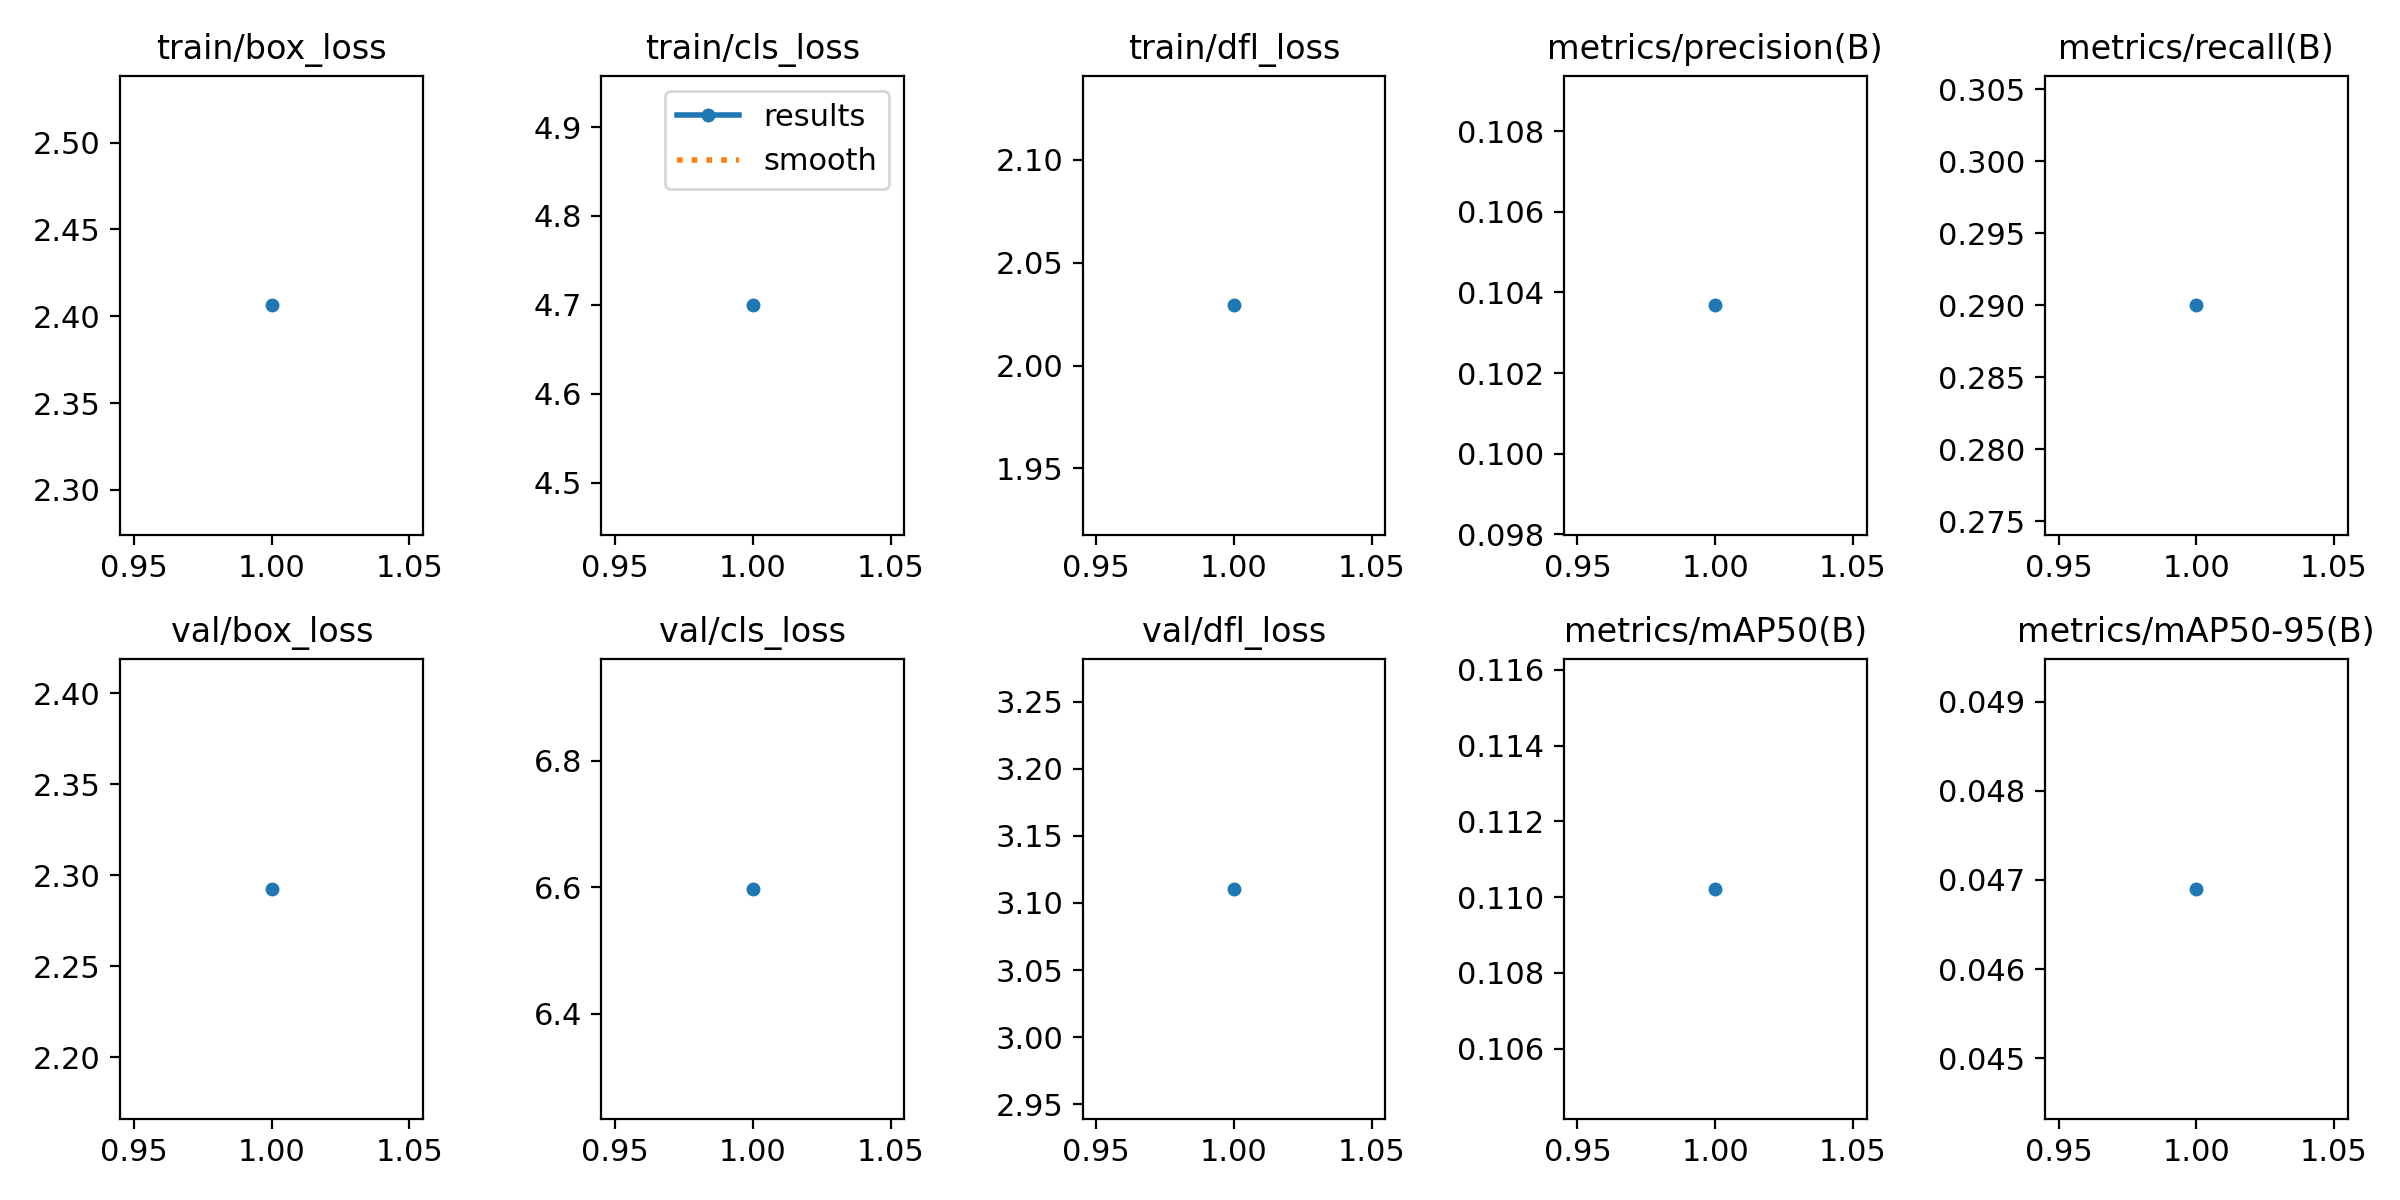 train/box_loss
2.50
2.45
2.40
2.35
2.30
0.95 1.00 1.05
train/cls_loss
results
smooth
4.9
4.8
4.7
4.6
4.5
0.95 1.00 1.05
train/dfl_loss
2.10
2.05
2.00
1.95
0.95 1.00 1.05
metrics/precision(B)
0.108
0.106
0.104
0.102
0.100
0.098
0.95 1.00 1.05
metrics/recall(B)
0.305
0.300
0.295
0.290
0.285
0.280
0.275
0.95 1.00 1.05
val/box_loss
2.40
2.35
2.30
2.25
2.20
0.95 1.00 1.05
val/cls_loss
6.8
6.6
6.4
0.95 1.00 1.05
val/dfl_loss
3.25
3.20
3.15
3.10
3.05
3.00
2.95
0.95 1.00 1.05
metrics/mAP50(B)
0.116
0.114
0.112
0.110
0.108
0.106
0.95 1.00 1.05
metrics/mAP50-95(B)
0.049
0.048
0.047
0.046
0.045
0.95 1.00 1.05